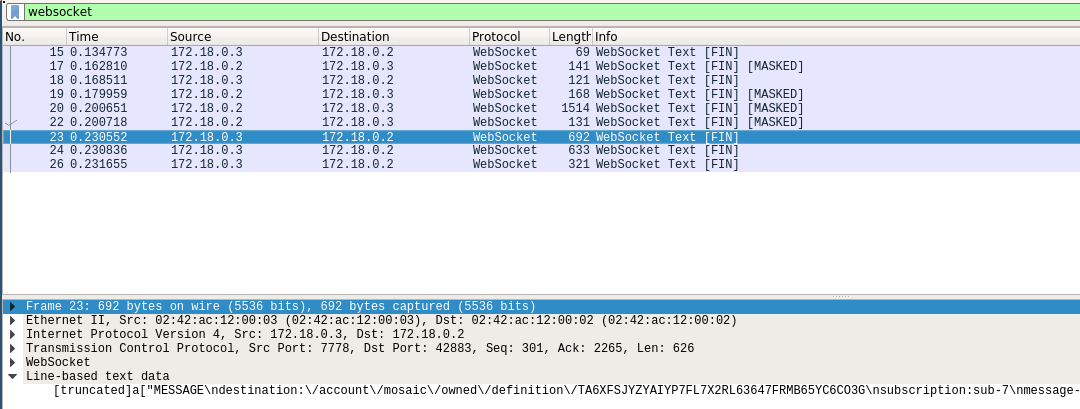 websocket
No. Time Source Destination Protocol Length Info
15 0.134773 172.18.0.3 172.18.0.2 WebSocket 69 WebSocket Text [FIN]
17 0.162810 172.18.0.2 172.18.0.3 WebSocket 141 WebSocket Text [FIN] [MASKED]
18 0.168511 172.18.0.3 172.18.0.2 WebSocket 121 WebSocket Text [FIN]
19 0.179959 172.18.0.2 172.18.0.3 WebSocket 168 WebSocket Text [FIN] [MASKED]
20 0.200651 172.18.0.2 172.18.0.3 WebSocket 1514 WebSocket Text [FIN] [MASKED]
22 0.200718 172.18.0.2 172.18.0.3 WebSocket 131 WebSocket Text [FIN] [MASKED]
23 0.230552 172.18.0.3 172.18.0.2 WebSocket 692 WebSocket Text [FIN]
24 0.230836 172.18.0.3 172.18.0.2 WebSocket 633 WebSocket Text [FIN]
26 0.231655 172.18.0.3 172.18.0.2 WebSocket 321 WebSocket Text [FIN]
Frame 23: 692 bytes on wire (5536 bits), 692 bytes captured (5536 bits)
Ethernet II, Src: 02:42:ac:12:00:03 (02:42:ac:12:00:03), Dst: 02:42:ac:12:00:02 (02:42:ac:12:00:02)
Internet Protocol Version 4, Src: 172.18.0.3, Dst: 172.18.0.2
Transmission Control Protocol, Src Port: 7778, Dst Port: 42883, Seq: 301, Ack: 2265, Len: 626
WebSocket
Line-based text data
[truncated]a["MESSAGE\ndestination:\/account\/mosaic\/owned\/definition\/TA6XFSJYZYAIYP7FL7X2RL63647FRMB65YC6CO3G\nsubscription:sub-7\nmessage-